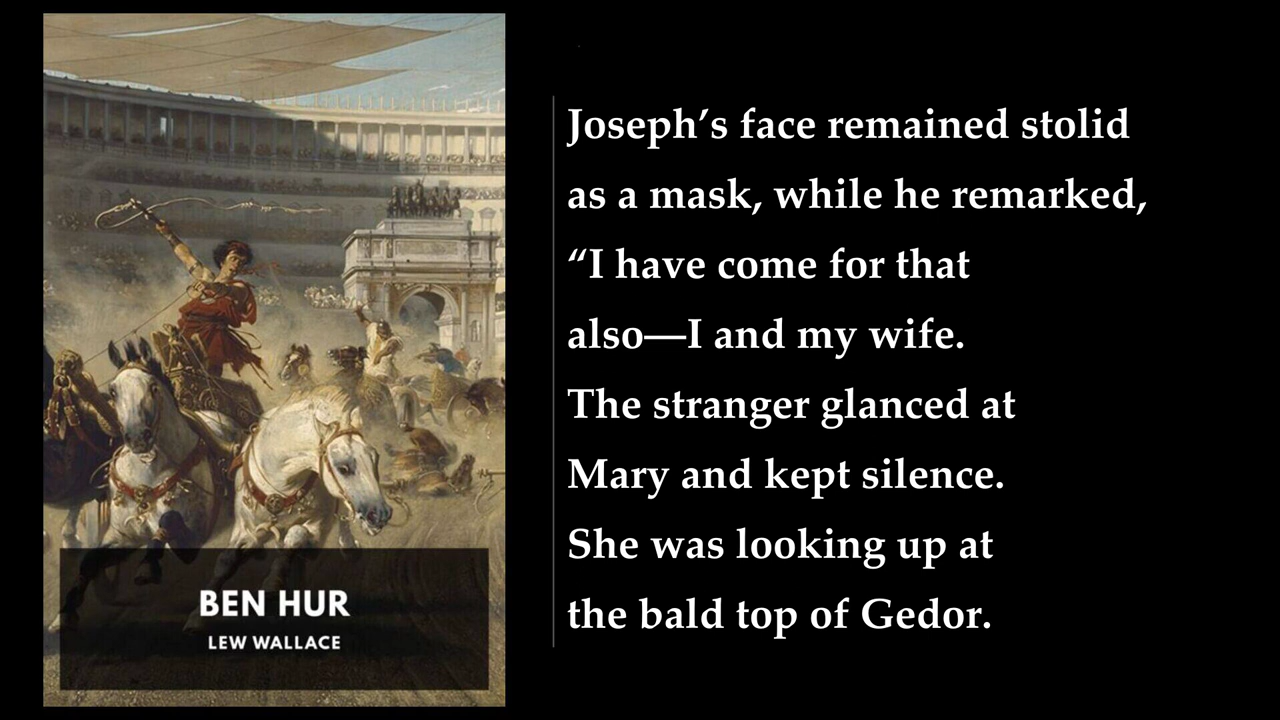 BEN HUR
LEW WALLACE
Joseph’s face remained stolid
as a mask, while he remarked,
“I have come for that
also—I and my wife.
The stranger glanced at
Mary and kept silence.
She was looking up at
the bald top of Gedor.